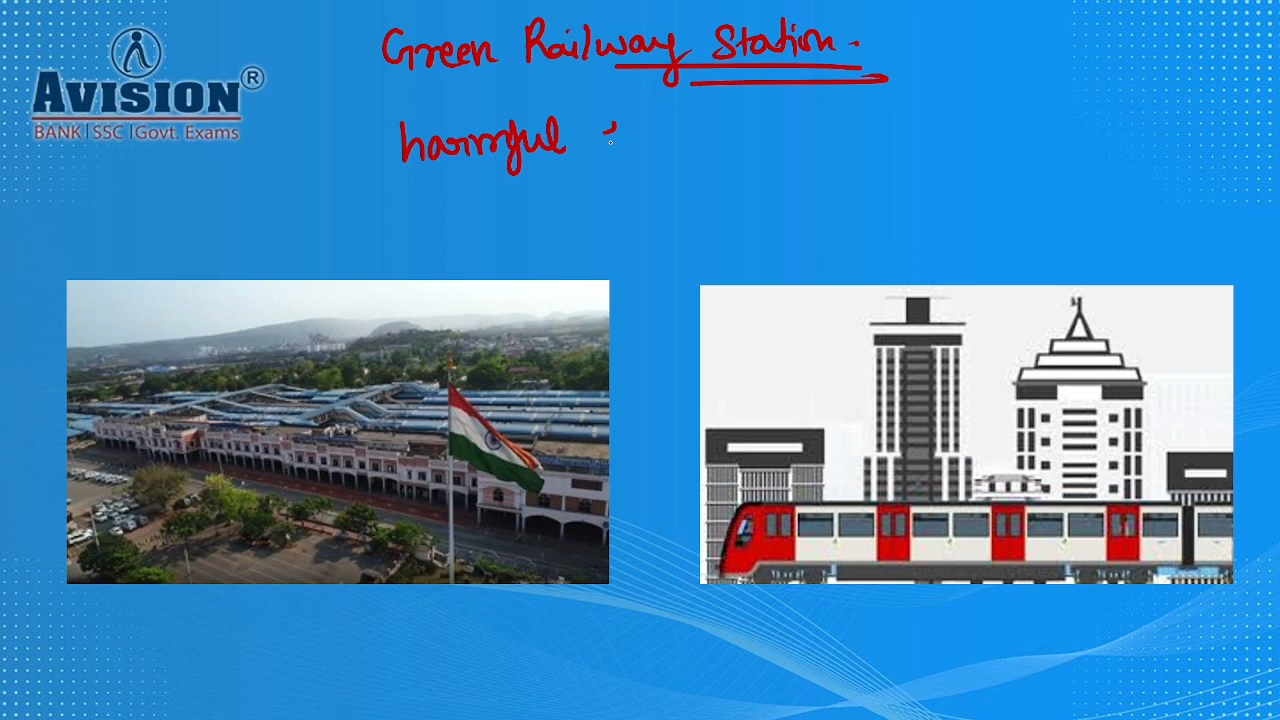 Green Railway Station.
AVISION®
BANK | SSC | Govt. Exams
harmful